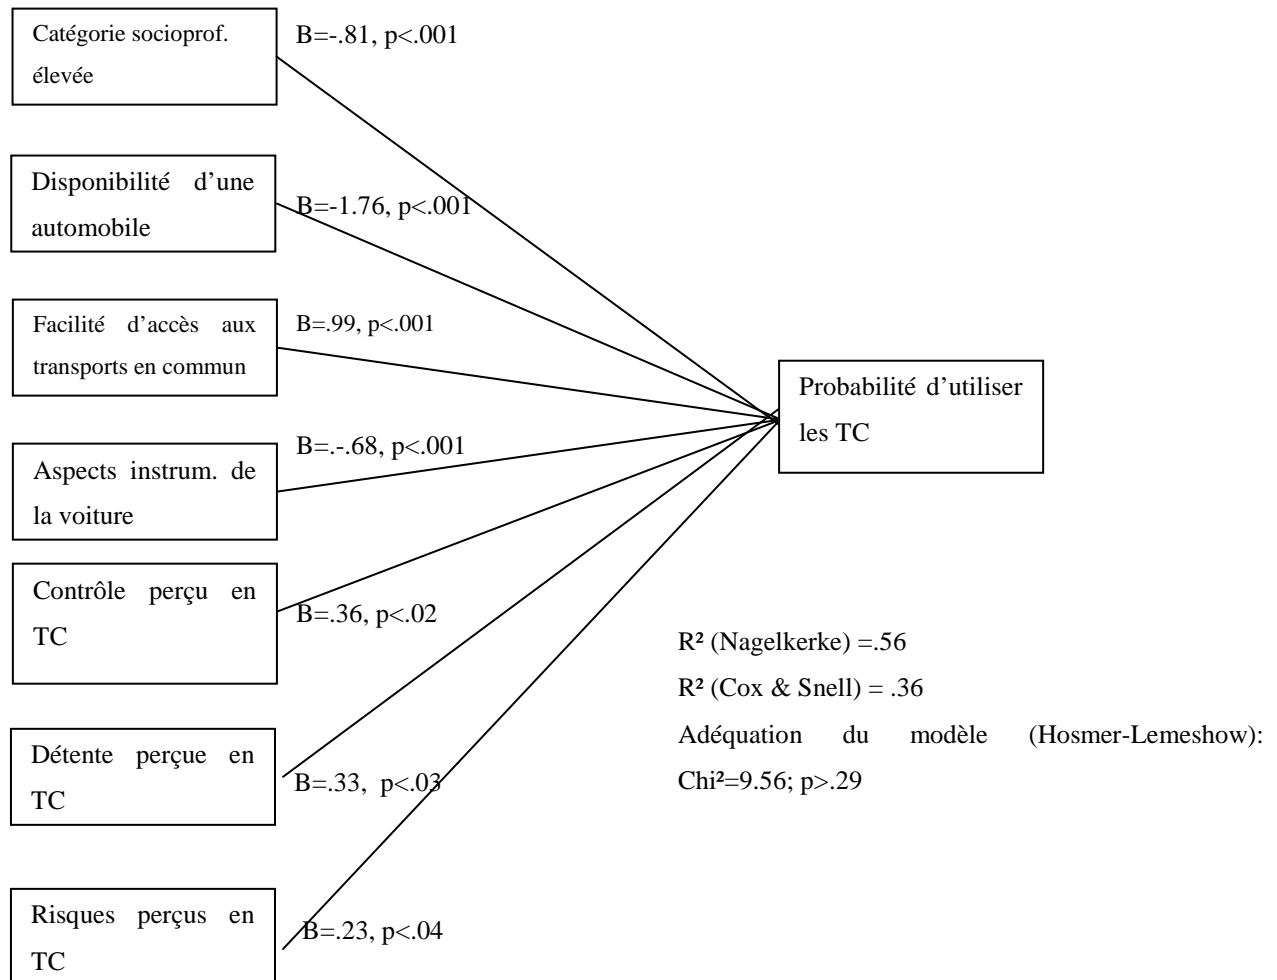 Catégorie socioprof.
élevée
B=-.81, p<.001
Disponibilité d’une
automobile
B=-1.76, p<.001
Facilité d’accès aux
transports en commun
B=.99, p<.001
Probabilité d’utiliser
les TC
Aspects instrum. de
la voiture
B=.-.68, p<.001
Contrôle perçu en
TC
B=.36, p<.02
R² (Nagelkerke) =.56
R² (Cox & Snell) = .36
Adéquation du modèle (Hosmer-Lemeshow):
Chi²=9.56; p>.29
Détente perçue en
TC
B=.33, p<.03
Risques perçus en
TC
B=.23, p<.04